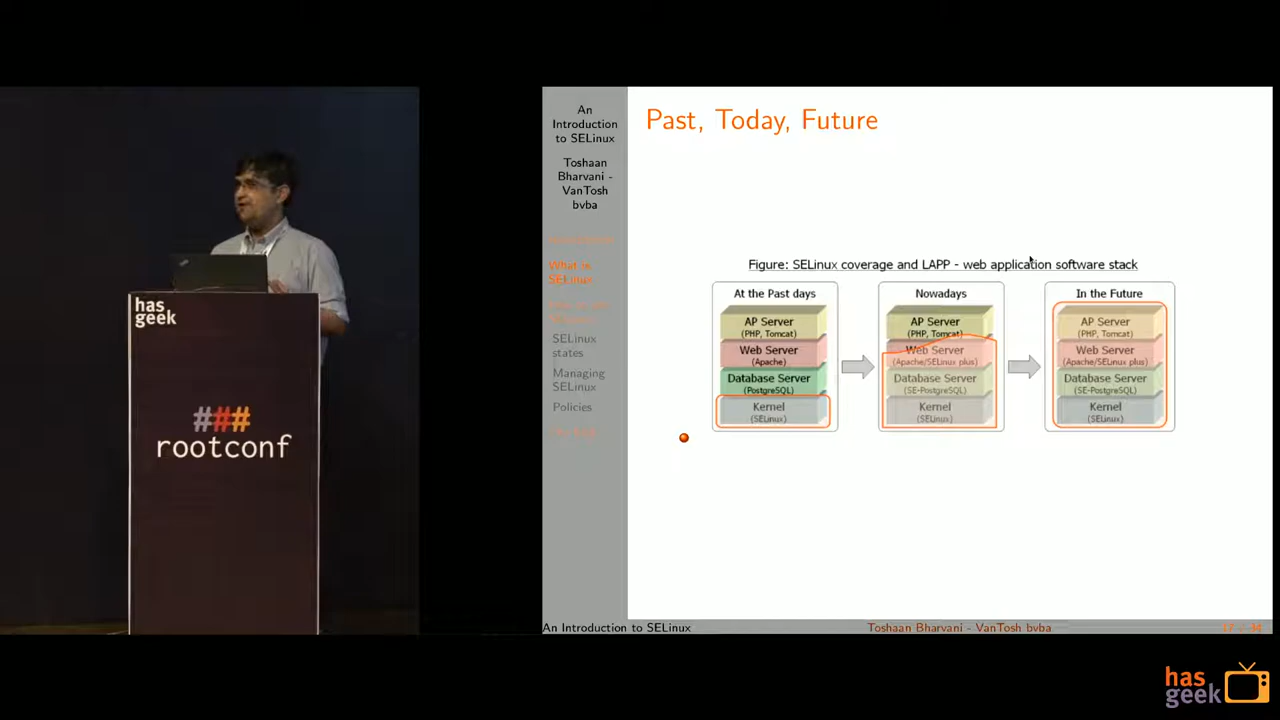 has
geek
###
rootconf
An
Introduction
to SELinux
Toshaan
Bharvani -
VanTosh
bvba
What is
SELinux
SELinux
states
Managing
SELinux
Policies
Past, Today, Future
Figure: SELinux coverage and LAPP - web application software stack
At the Past days
AP Server
(PHP, Tomcat)
Web Server
(Apache)
Database Server
(PostgreSQL)
Kernel
(SELinux)
Nowadays
AP Server
(PHP, Tomcat)
Web Server
(Apache/SELinux plus)
Database Server
(SE-PostgreSQL)
Kernel
(SELinux)
In the Future
AP Server
(PHP, Tomcat)
Web Server
(Apache/SELinux plus)
Database Server
(SE-PostgreSQL)
Kernel
(SELinux)
An Introduction to SELinux
Toshaan Bharvani - VanTosh bvba
17 / 44
has
geek